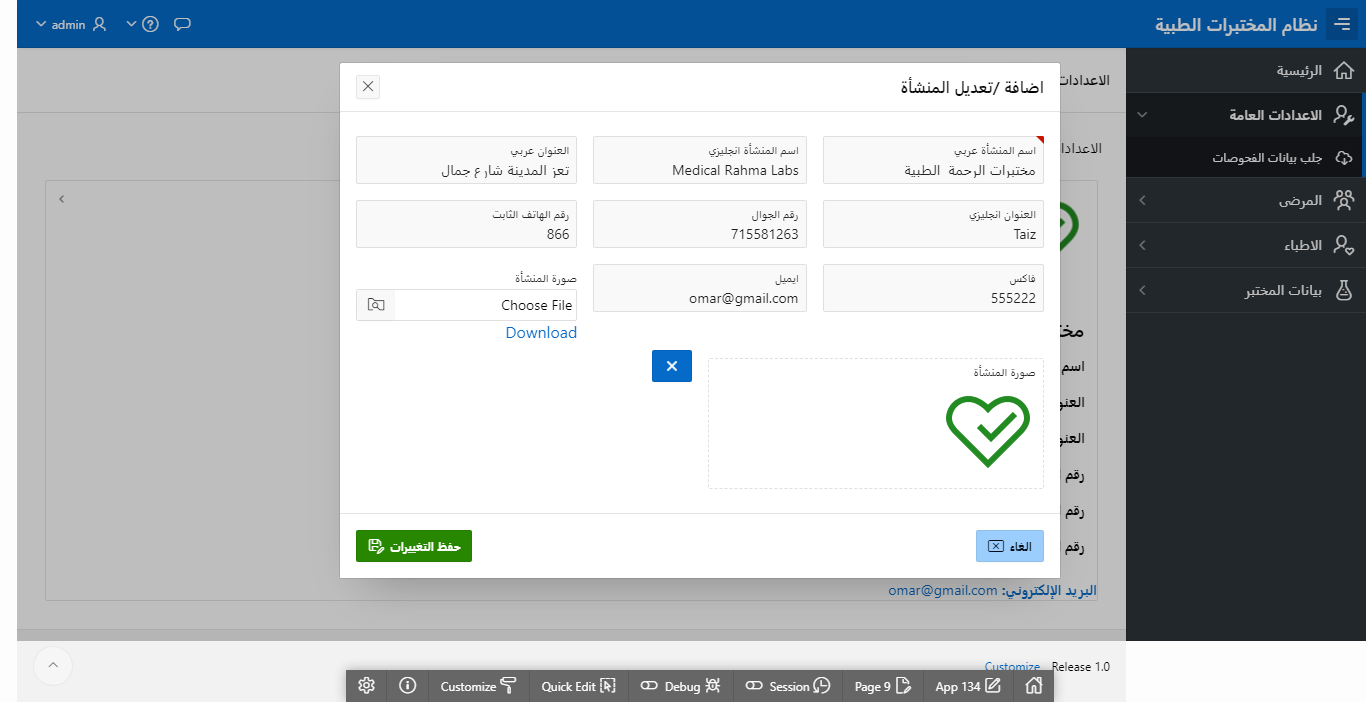 نظام المختبرات الطبية
admin
الرئيسية
الاعدادات العامة
جلب بيانات الفحوصات
المرضى
الاطباء
بيانات المختبر
الاعدادات
اضافة /تعديل المنشأة
اسم المنشأة عربي
مختبرات الرحمة الطبية
اسم المنشأة انجليزي
Medical Rahma Labs
العنوان عربي
تعز المدينة شارع جمال
العنوان انجليزي
Taiz
رقم الجوال
715581263
رقم الهاتف الثابت
866
فاكس
555222
ايميل
omar@gmail.com
صورة المنشأة
Choose File
Download
صورة المنشأة
الغاء
حفظ التغييرات
اسم
رقم
رقم
رقم
البريد الإلكتروني: omar@gmail.com
Customize Release 1.0
Customize
Quick Edit
Debug
Session
Page 9
App 134